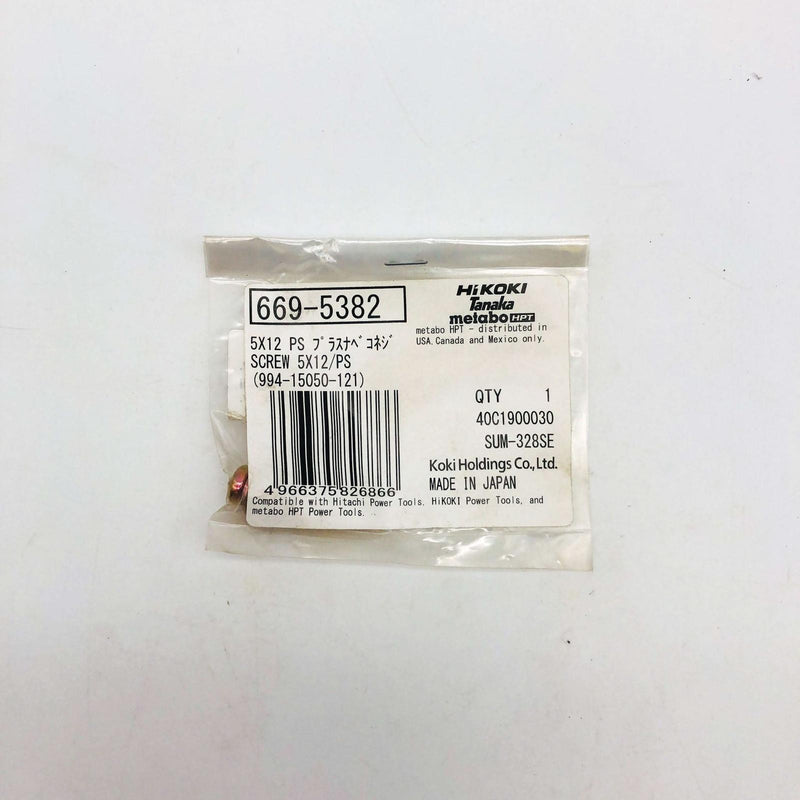 669-5382
HiKOKI
Tanaka
metabo HPT
metabo HPT - distributed in
USA, Canada and Mexico only.
5X12 PS ﾌﾟﾗｽﾅﾍﾞｺﾈｼﾞ
SCREW 5X12/PS
(994-15050-121)
QTY 1
40C1900030
SUM-328SE
Koki Holdings Co., Ltd.
MADE IN JAPAN
4966375826866
Compatible with Hitachi Power Tools, HiKOKI Power Tools, and
metabo HPT Power Tools.